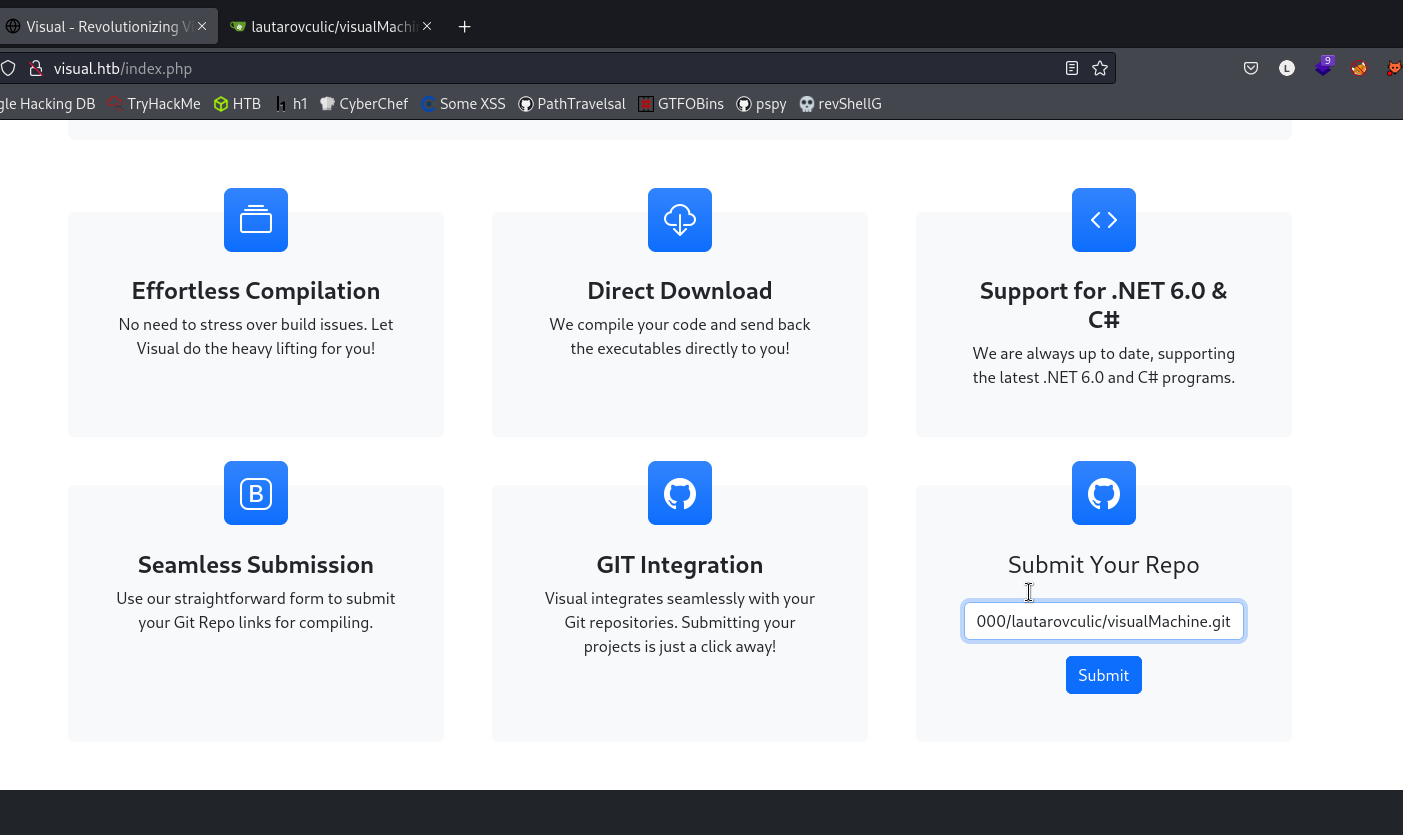 Visual - Revolutionizing Vi
lautarovculic/visualMachin
visual.htb/index.php
L
9
gle Hacking DB
TryHackMe
HTB
h1
CyberChef
Some XSS
PathTravelsal
GTFOBins
pspy
revShellG
Effortless Compilation
No need to stress over build issues. Let
Visual do the heavy lifting for you!
Direct Download
We compile your code and send back
the executables directly to you!
Support for .NET 6.0 &
C#
We are always up to date, supporting
the latest .NET 6.0 and C# programs.
B
Seamless Submission
Use our straightforward form to submit
your Git Repo links for compiling.
GIT Integration
Visual integrates seamlessly with your
Git repositories. Submitting your
projects is just a click away!
Submit Your Repo
000/lautarovculic/visualMachine.git
Submit